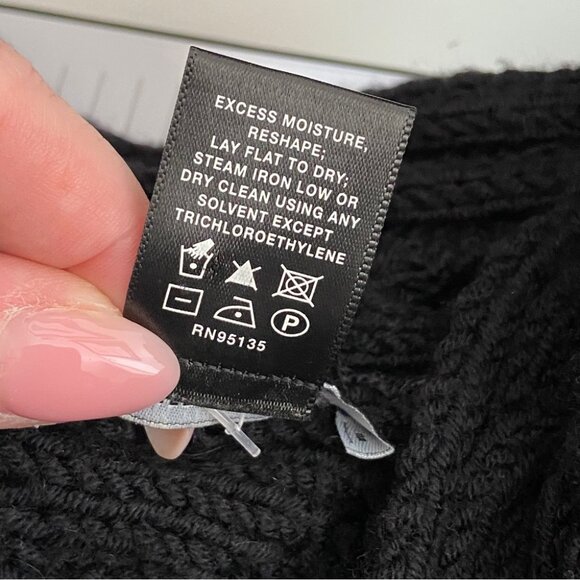 EXCESS MOISTURE,
RESHAPE;
LAY FLAT TO DRY;
STEAM IRON LOW OR
DRY CLEAN USING ANY
SOLVENT EXCEPT
TRICHLOROETHYLENE
P
RN95135